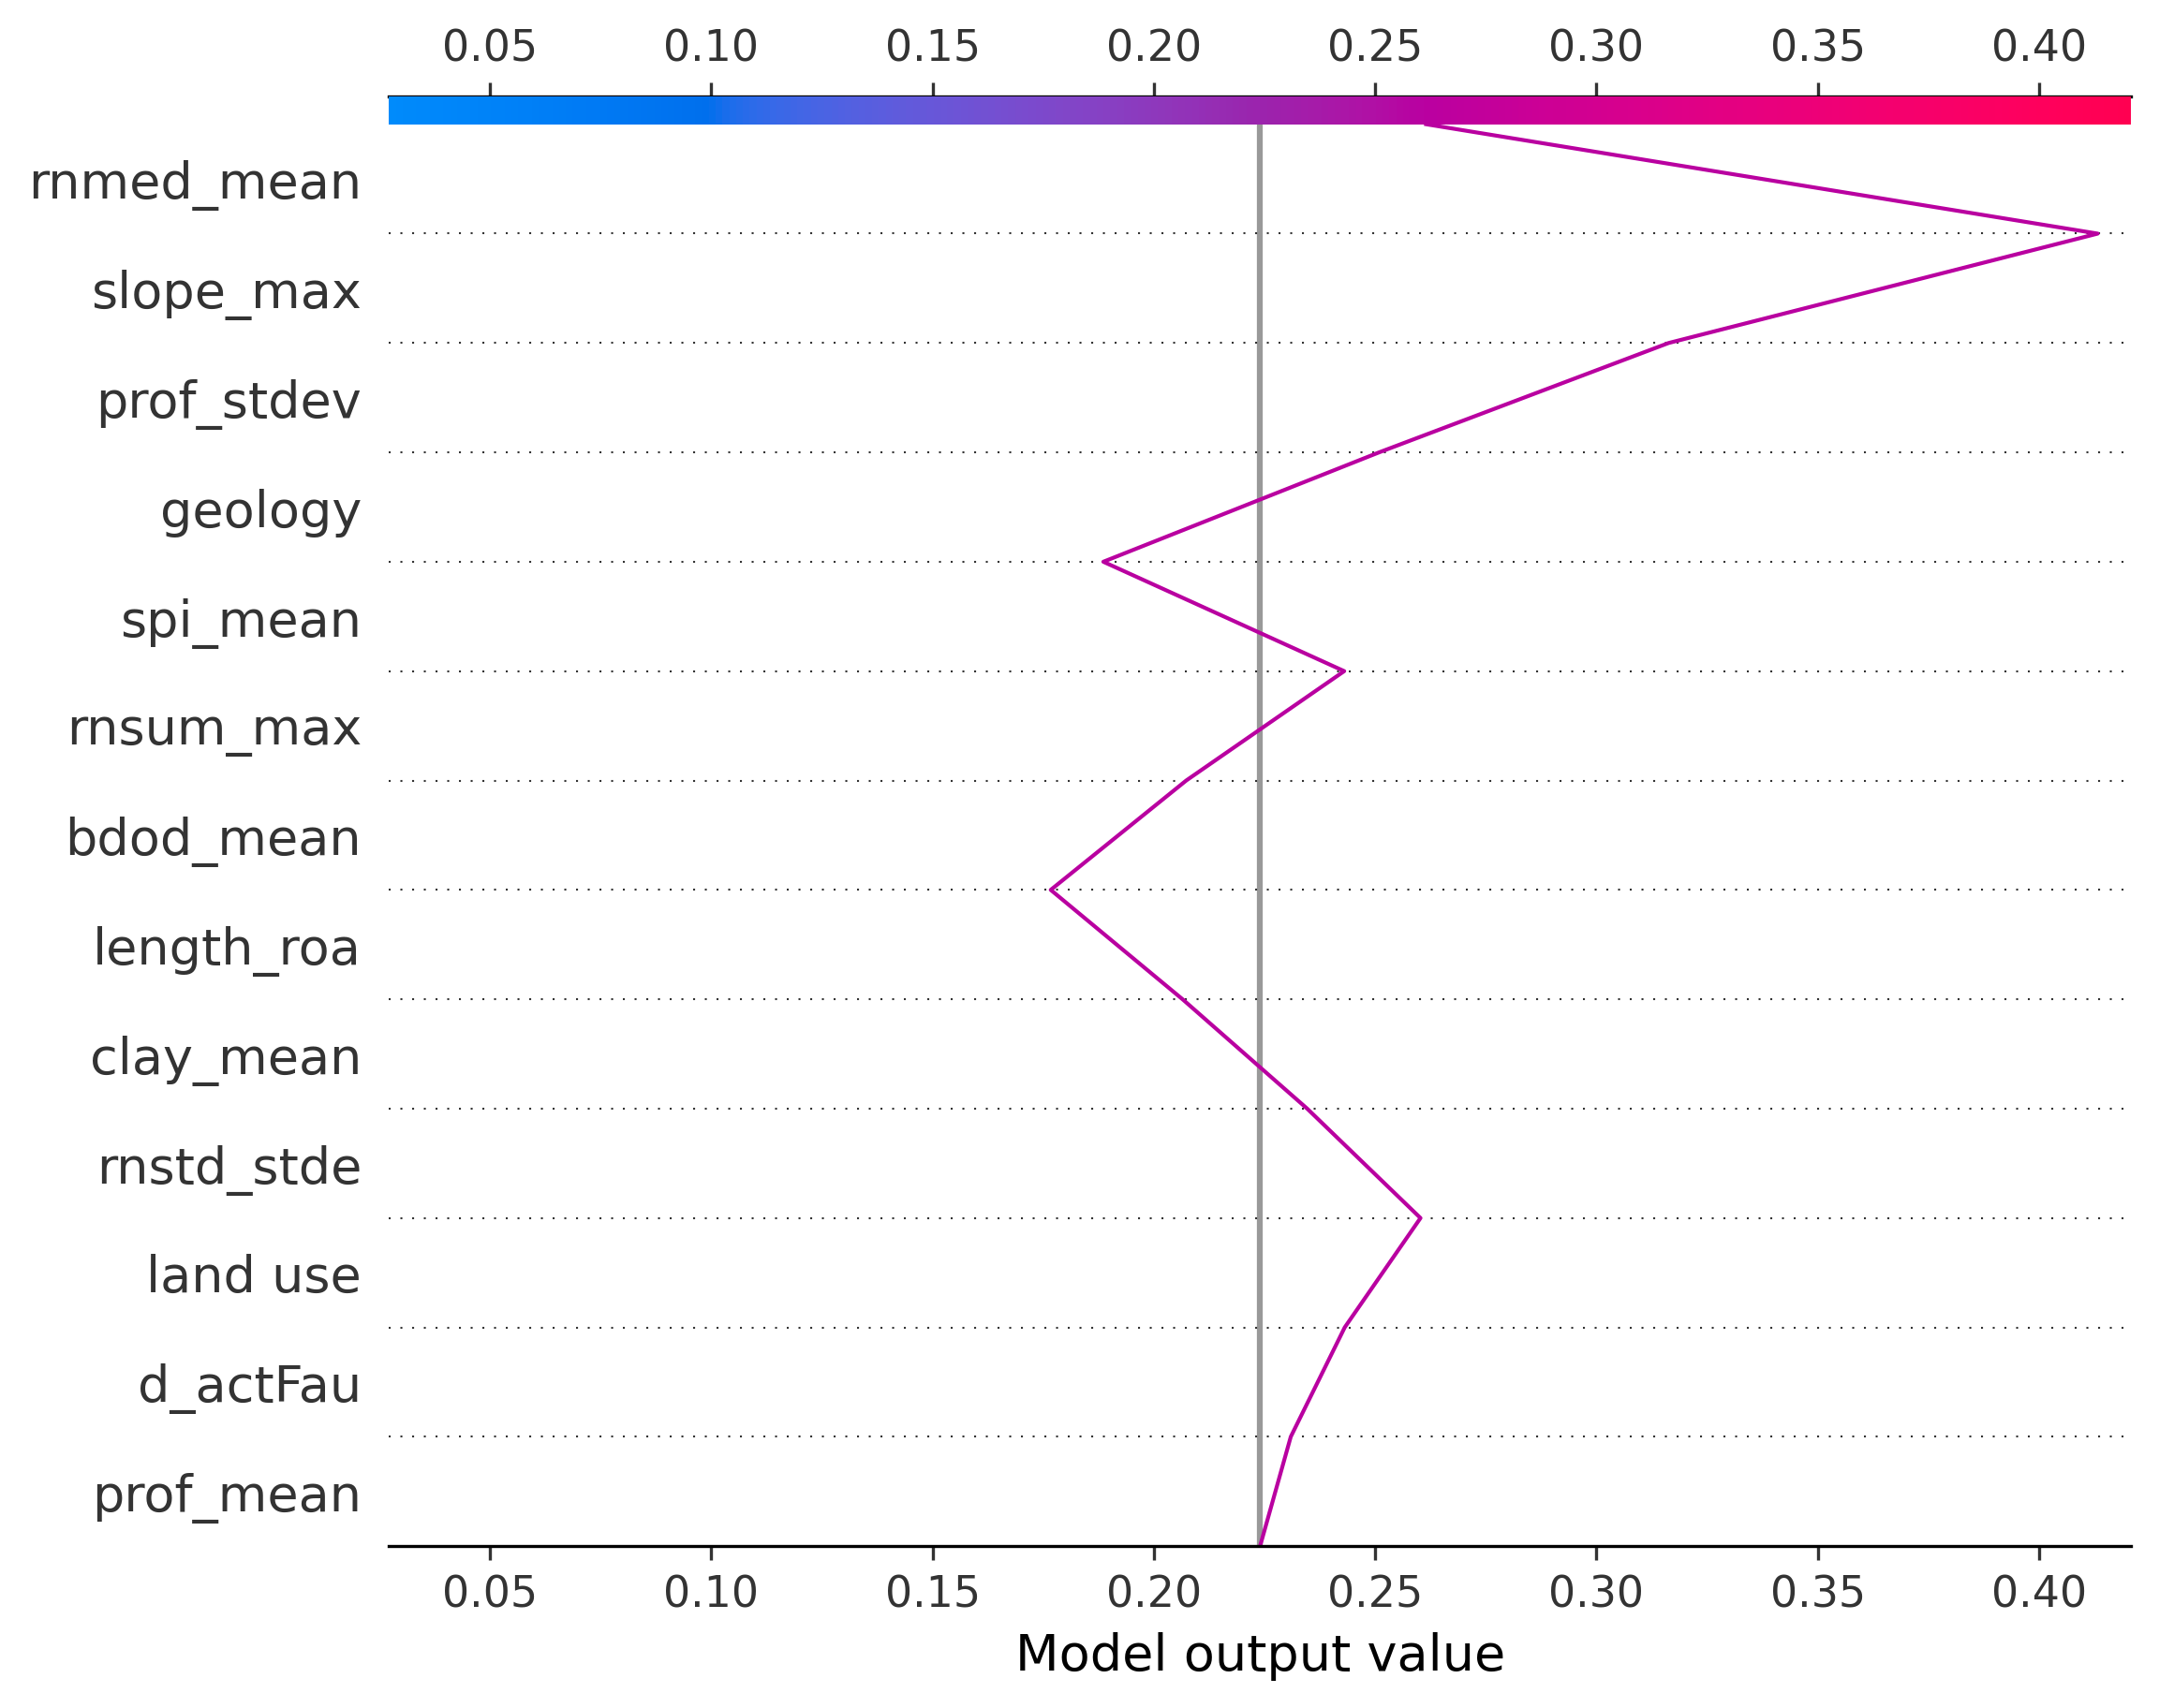 0.05 0.10 0.15 0.20 0.25 0.30 0.35 0.40
rnmed_mean
slope_max
prof_stdev
geology
spi_mean
rnsum_max
bdod_mean
length_roa
clay_mean
rnstd_stde
land use
d_actFau
prof_mean
0.05 0.10 0.15 0.20 0.25 0.30 0.35 0.40
Model output value